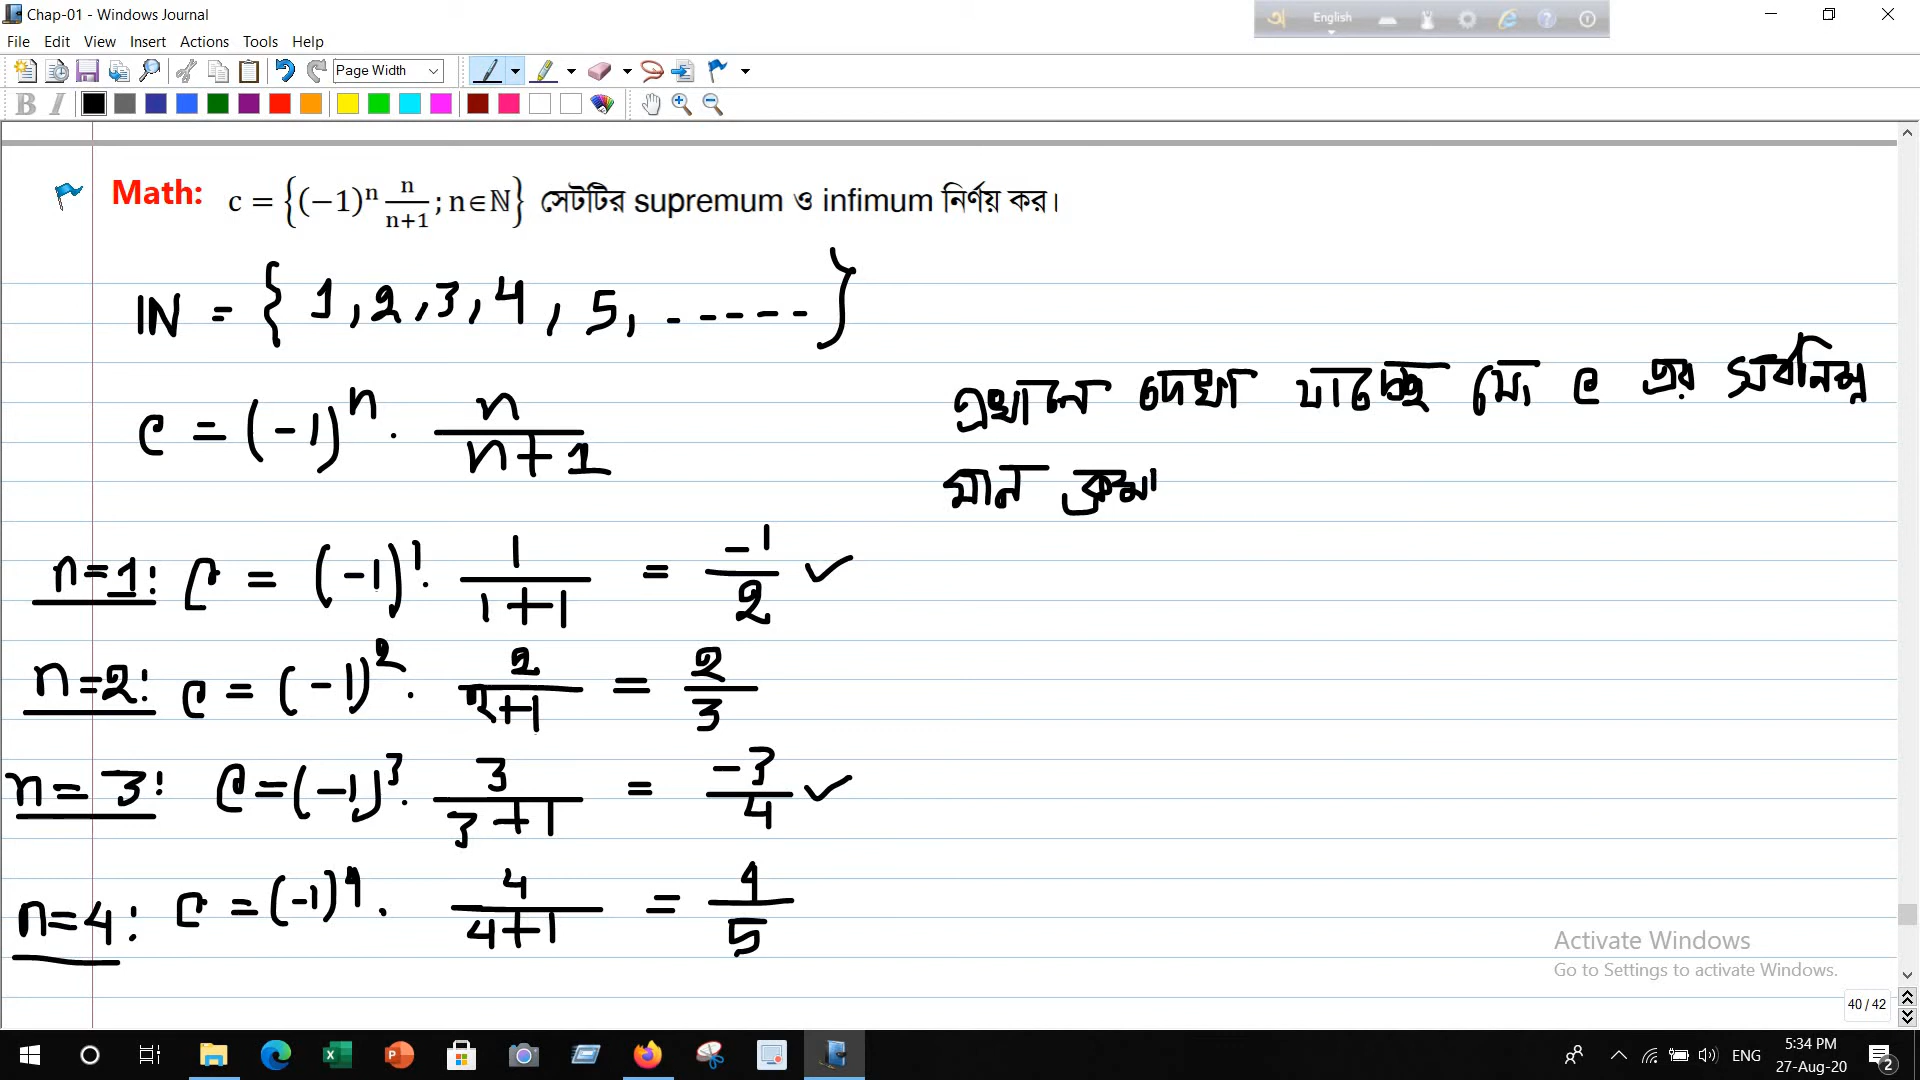 Chap-01 - Windows Journal
English
File Edit View Insert Actions Tools Help
Page Width
Math: c = {(−1)ⁿ n/(n+1) ; n∈ℕ} সেটটির supremum ও infimum নির্ণয় কর।
IN = { 1, 2, 3, 4, 5, ----- }
C = (-1)ⁿ . n/(n+1)
n=1: C = (-1)¹ . 1/(1+1) = -1/2 ✓
n=2: C = (-1)² . 2/(2+1) = 2/3
n=3: C = (-1)³ . 3/(3+1) = -3/4 ✓
n=4: C = (-1)⁴ . 4/(4+1) = 4/5
এখানে দেখা যাচ্ছে যে C এর সর্বনিম্ন
মান ক্রমা
Activate Windows
Go to Settings to activate Windows.
40 / 42
ENG
5:34 PM
27-Aug-20
2